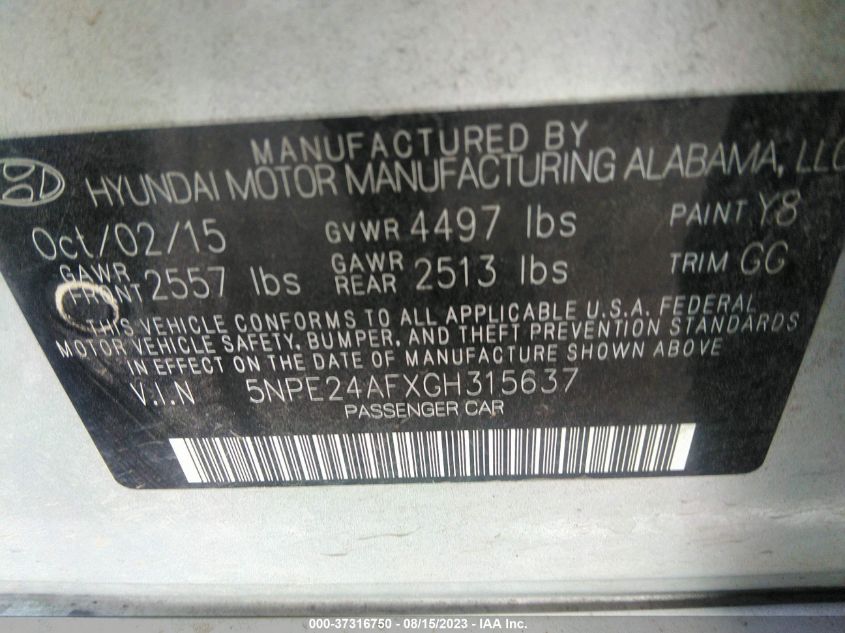 MANUFACTURED BY
HYUNDAI MOTOR MANUFACTURING ALABAMA, LLC
Oct/02/15 GVWR 4497 lbs PAINT Y8
GAWR FRONT 2557 lbs GAWR REAR 2513 lbs TRIM GG
THIS VEHICLE CONFORMS TO ALL APPLICABLE U.S.A. FEDERAL
MOTOR VEHICLE SAFETY, BUMPER, AND THEFT PREVENTION STANDARDS
IN EFFECT ON THE DATE OF MANUFACTURE SHOWN ABOVE
V.I.N 5NPE24AFXGH315637
PASSENGER CAR
000-37316750 - 08/15/2023 - IAA Inc.